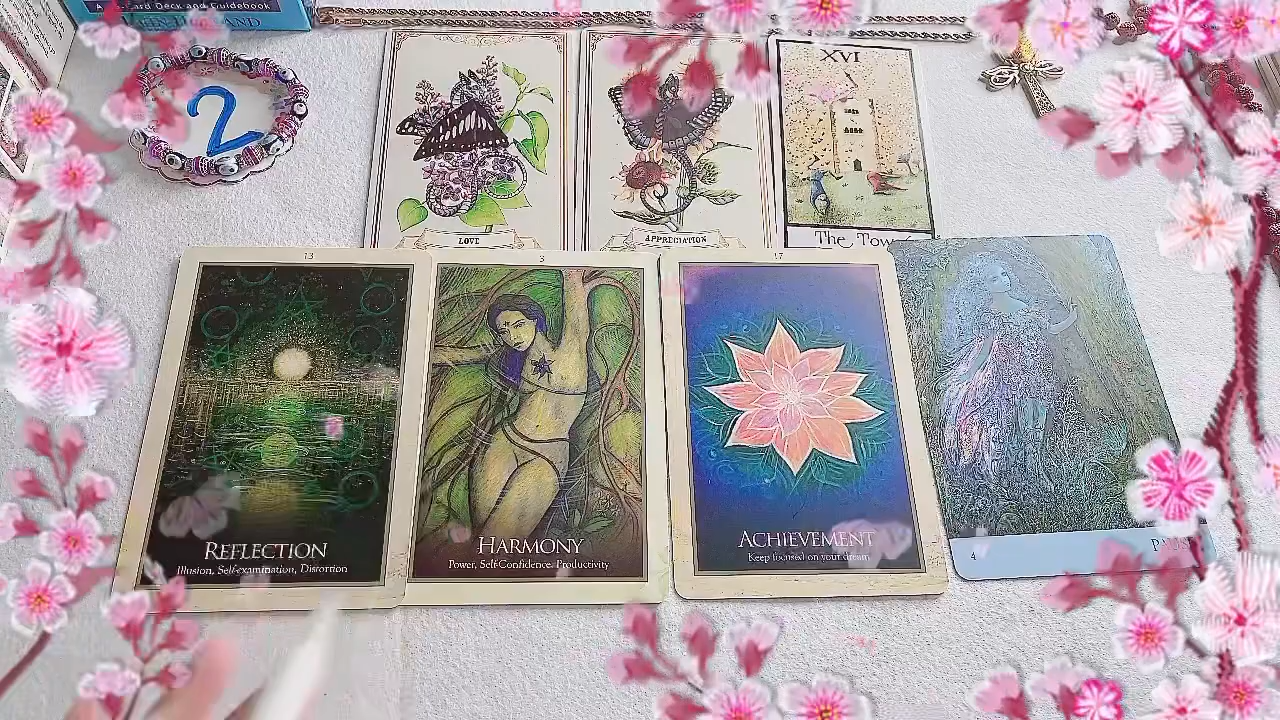 Card Deck and Guidebook
2
XVI
LOVE
APPRECIATION
The Tower
13
3
17
REFLECTION
Illusion, Self-examination, Distortion
HARMONY
Power, Self-Confidence, Productivity
ACHIEVEMENT
Keep focused on your dream
4